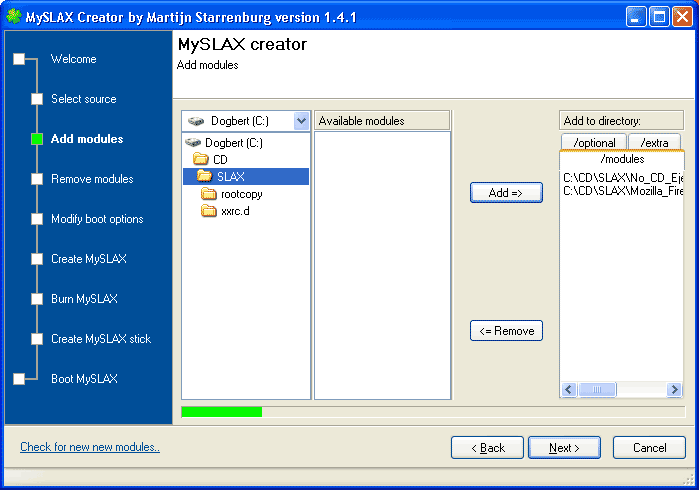 MySLAX Creator by Martijn Starrenburg version 1.4.1
MySLAX creator
Add modules
Welcome
Select source
Add modules
Remove modules
Modify boot options
Create MySLAX
Burn MySLAX
Create MySLAX stick
Boot MySLAX
Dogbert (C:)
Dogbert (C:)
CD
SLAX
rootcopy
xxrc.d
Available modules
Add =>
<= Remove
Add to directory:
/optional
/extra
/modules
C:\CD\SLAX\No_CD_Eje
C:\CD\SLAX\Mozilla_Fire
Check for new new modules..
< Back
Next >
Cancel